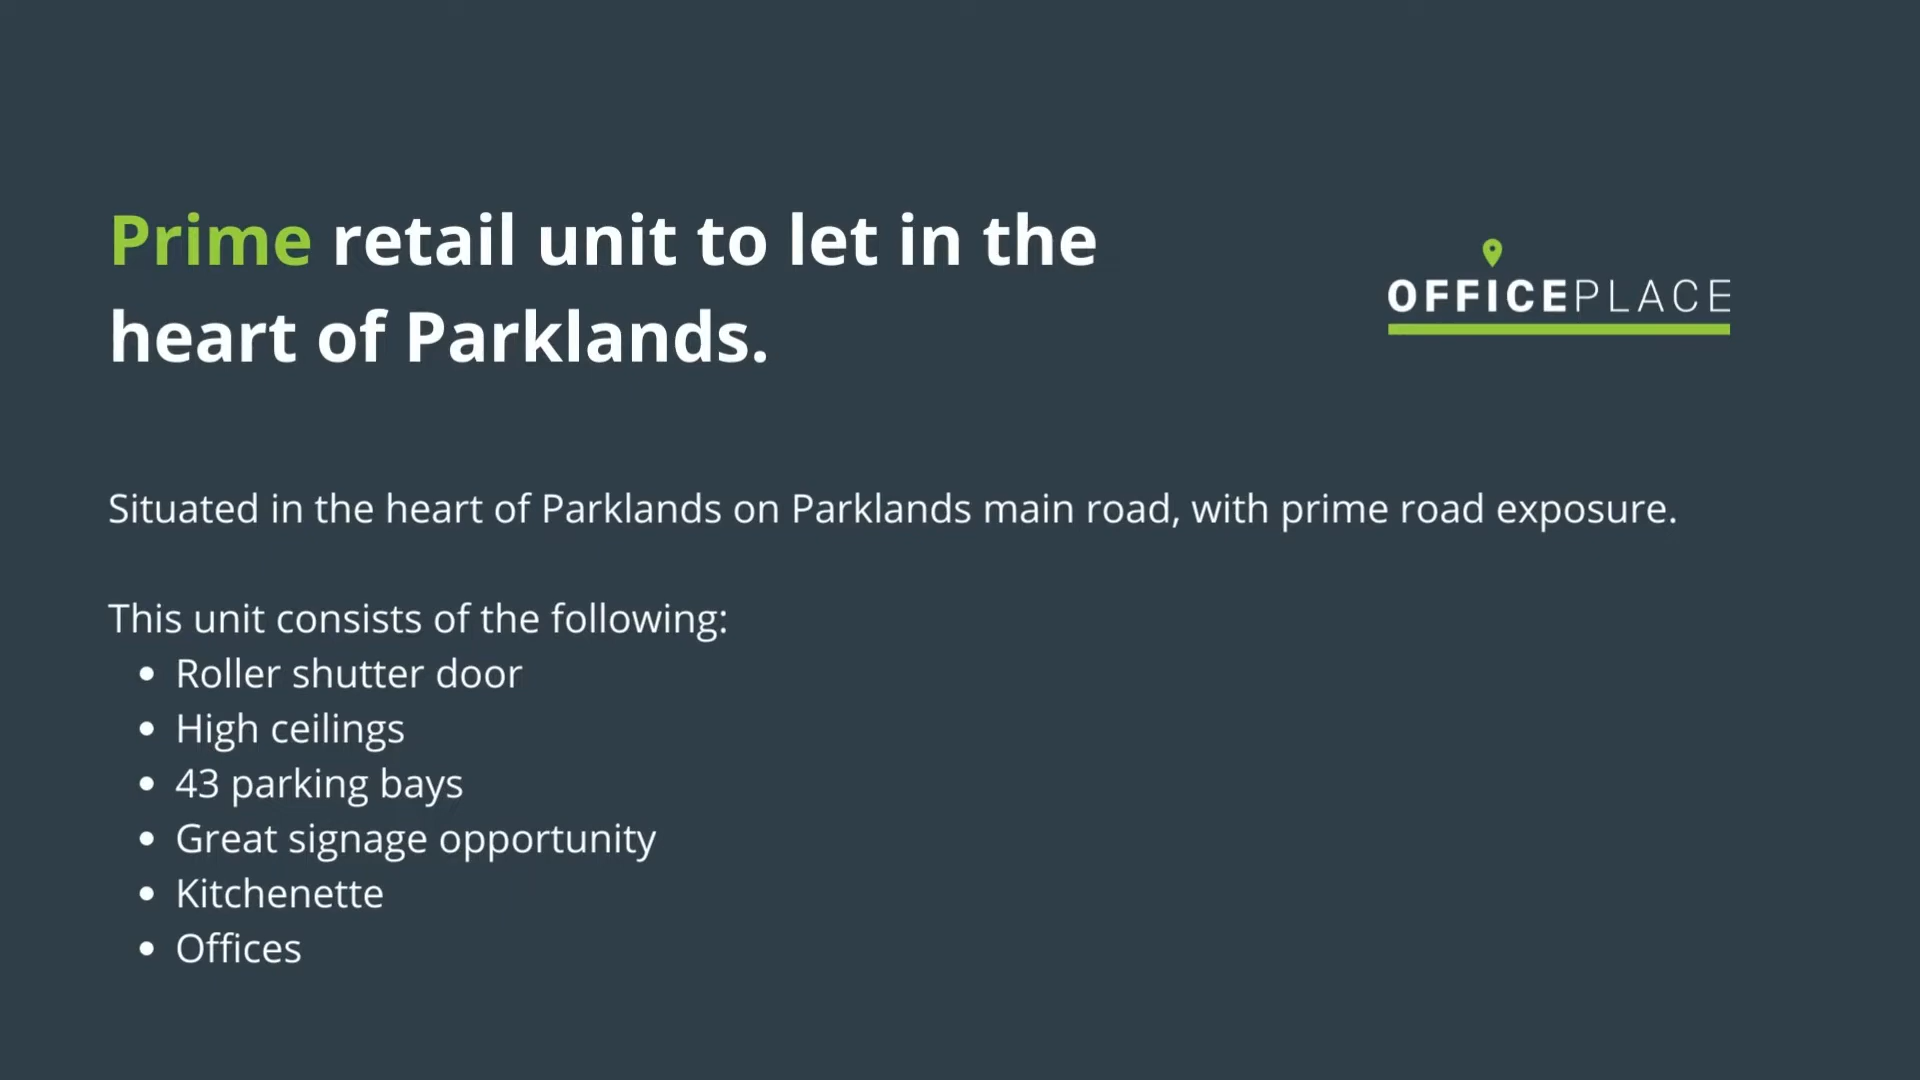 Prime retail unit to let in the
heart of Parklands.
OFFICEPLACE
Situated in the heart of Parklands on Parklands main road, with prime road exposure.
This unit consists of the following:
• Roller shutter door
• High ceilings
• 43 parking bays
• Great signage opportunity
• Kitchenette
• Offices